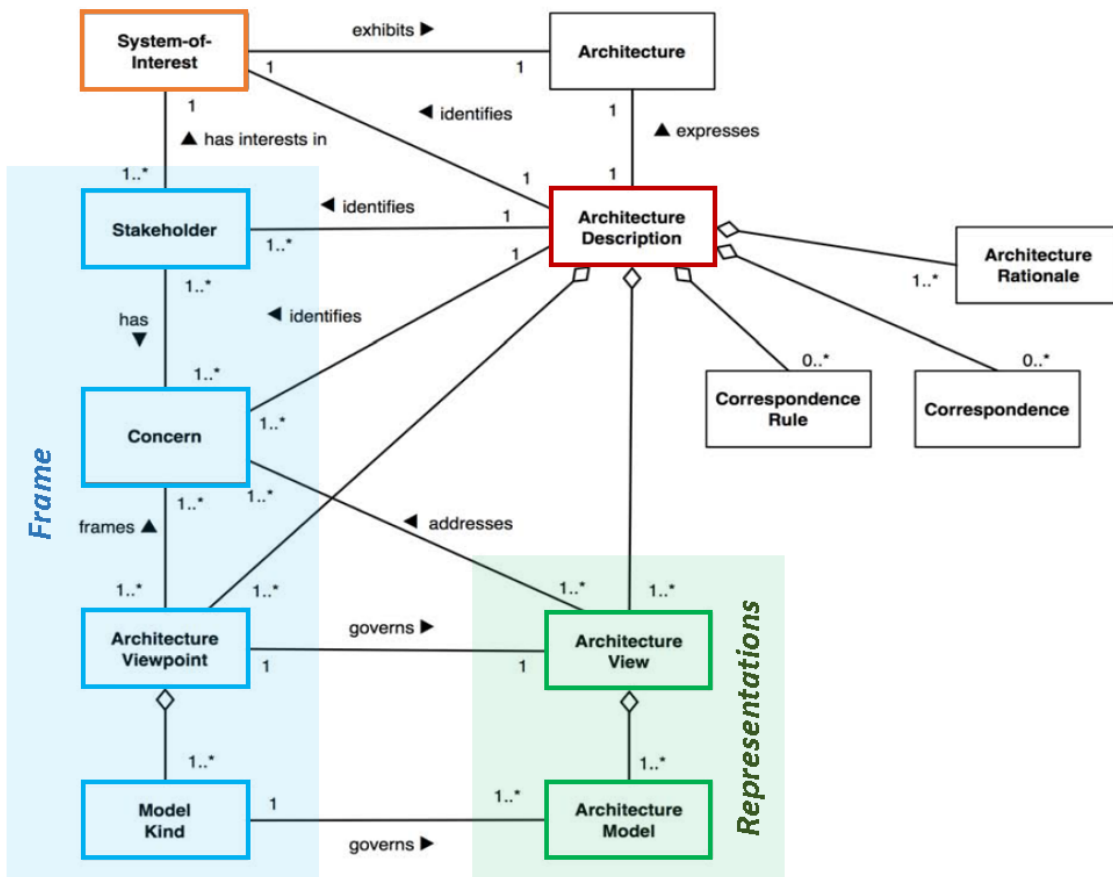 exhibits ▶
System-of-
Interest
Architecture
1
1
1
1
1
◀ identifies
▲ has interests in
▲ expresses
1..*
1
1
Stakeholder
◀ identifies
1
1..*
Architecture
Description
1
1..*
Architecture
Rationale
1..*
has
▼
◀ identifies
1..*
0..*
0..*
Concern
1..*
Correspondence
Rule
Correspondence
Frame
1..*
1..*
frames ▲
◀ addresses
1..*
1..*
1..*
1..*
Architecture
Viewpoint
governs ▶
1
1
Architecture
View
Representations
1..*
1..*
Model
Kind
1
1..*
governs ▶
Architecture
Model